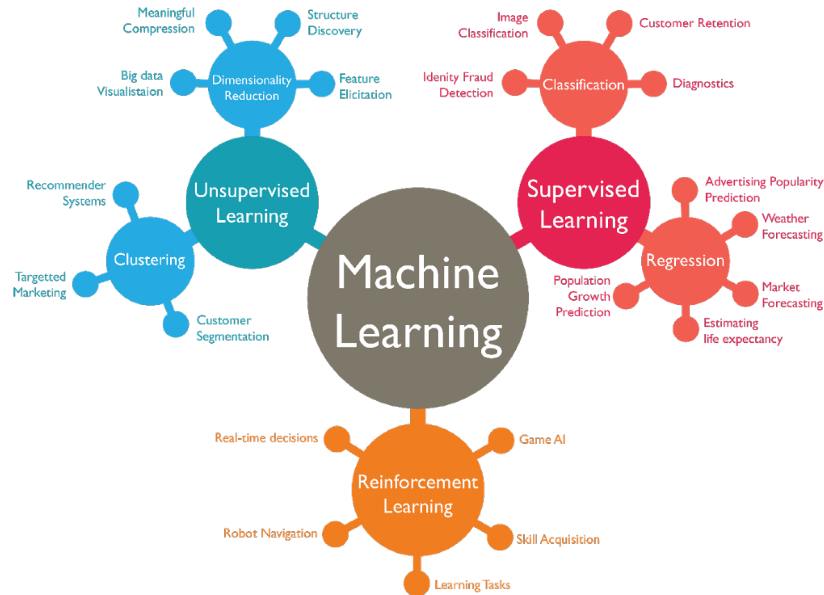 Meaningful
Compression
Structure
Discovery
Big data
Visualistaion
Dimensionality
Reduction
Feature
Elicitation
Image
Classification
Customer Retention
Idenity Fraud
Detection
Classification
Diagnostics
Unsupervised
Learning
Supervised
Learning
Recommender
Systems
Clustering
Targetted
Marketing
Customer
Segmentation
Machine
Learning
Advertising Popularity
Prediction
Weather
Forecasting
Regression
Population
Growth
Prediction
Market
Forecasting
Estimating
life expectancy
Real-time decisions
Game AI
Reinforcement
Learning
Robot Navigation
Skill Acquisition
Learning Tasks